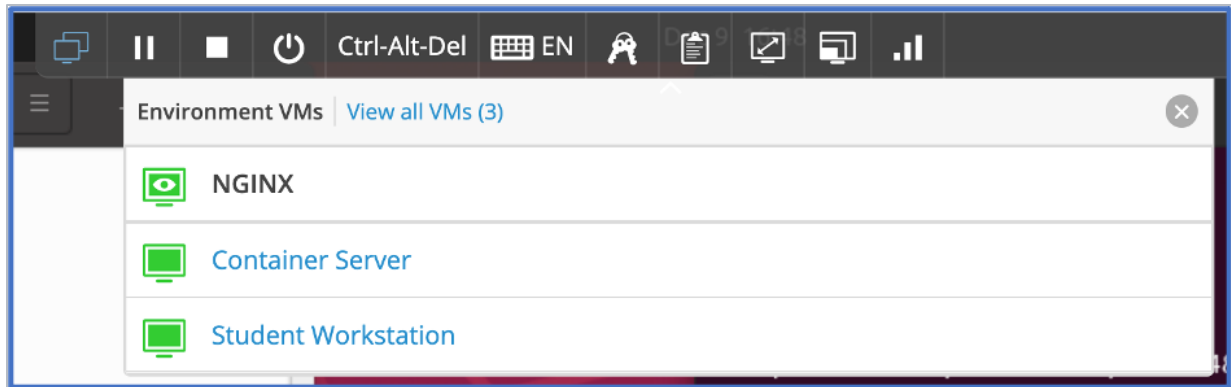 Ctrl-Alt-Del EN
Environment VMs View all VMs (3)
NGINX
Container Server
Student Workstation